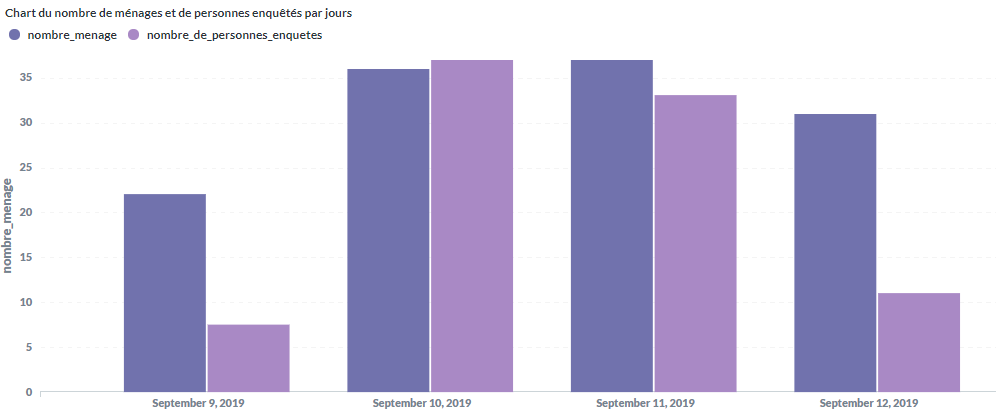 Chart du nombre de ménages et de personnes enquêtés par jours
nombre_menage nombre_de_personnes_enquetes
35
30
25
20
15
10
5
0
nombre_menage
September 9, 2019 September 10, 2019 September 11, 2019 September 12, 2019